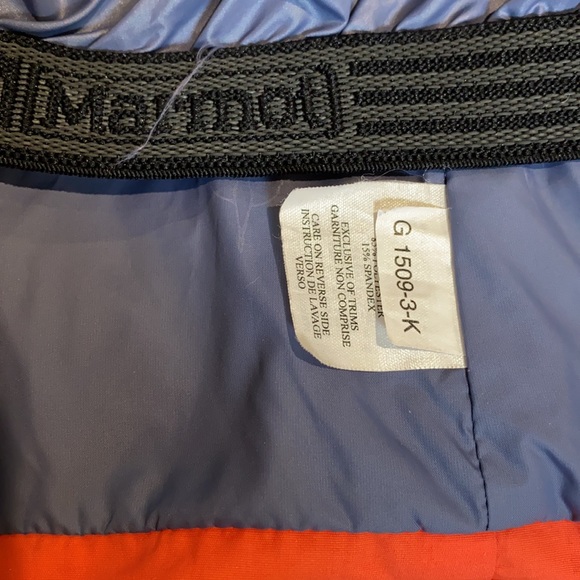 Marmot
G 1509-3-K
15% SPANDEX
EXCLUSIVE OF TRIMS
GARNITURE NON COMPRISE
CARE ON REVERSE SIDE
INSTRUCTION DE LAVAGE
VERSO